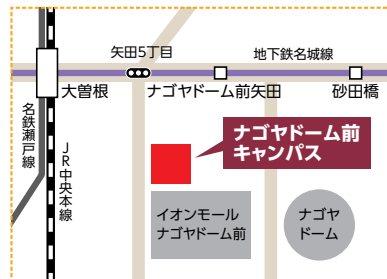 矢田5丁目
地下鉄名城線
大曽根
ナゴヤドーム前矢田
砂田橋
名鉄瀬戸線
JR中央本線
ナゴヤドーム前
キャンパス
イオンモール
ナゴヤドーム前
ナゴヤ
ドーム